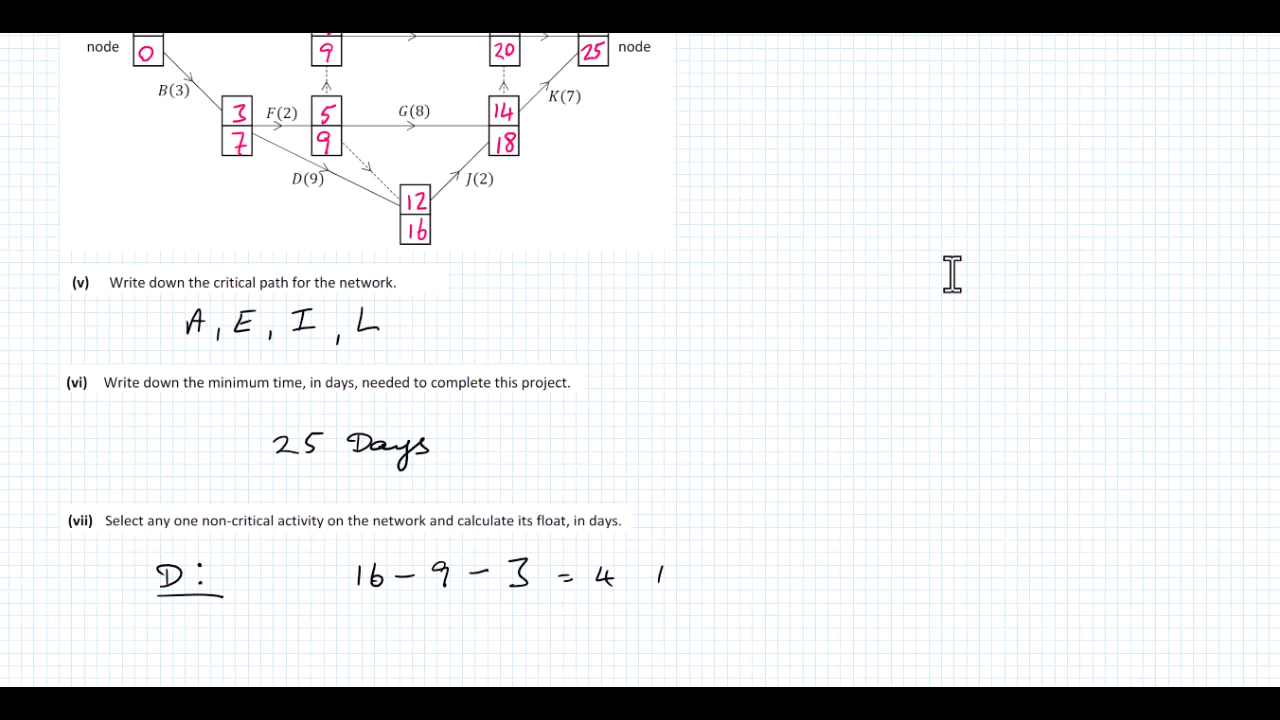 node 0 9 20 25 node
B(3) K(7)
3 F(2) 5 G(8) 14
7 9 18
D(9) J(2)
12
16
(v) Write down the critical path for the network.
A, E, I, L
(vi) Write down the minimum time, in days, needed to complete this project.
25 Days
(vii) Select any one non-critical activity on the network and calculate its float, in days.
D: 16 - 9 - 3 = 4